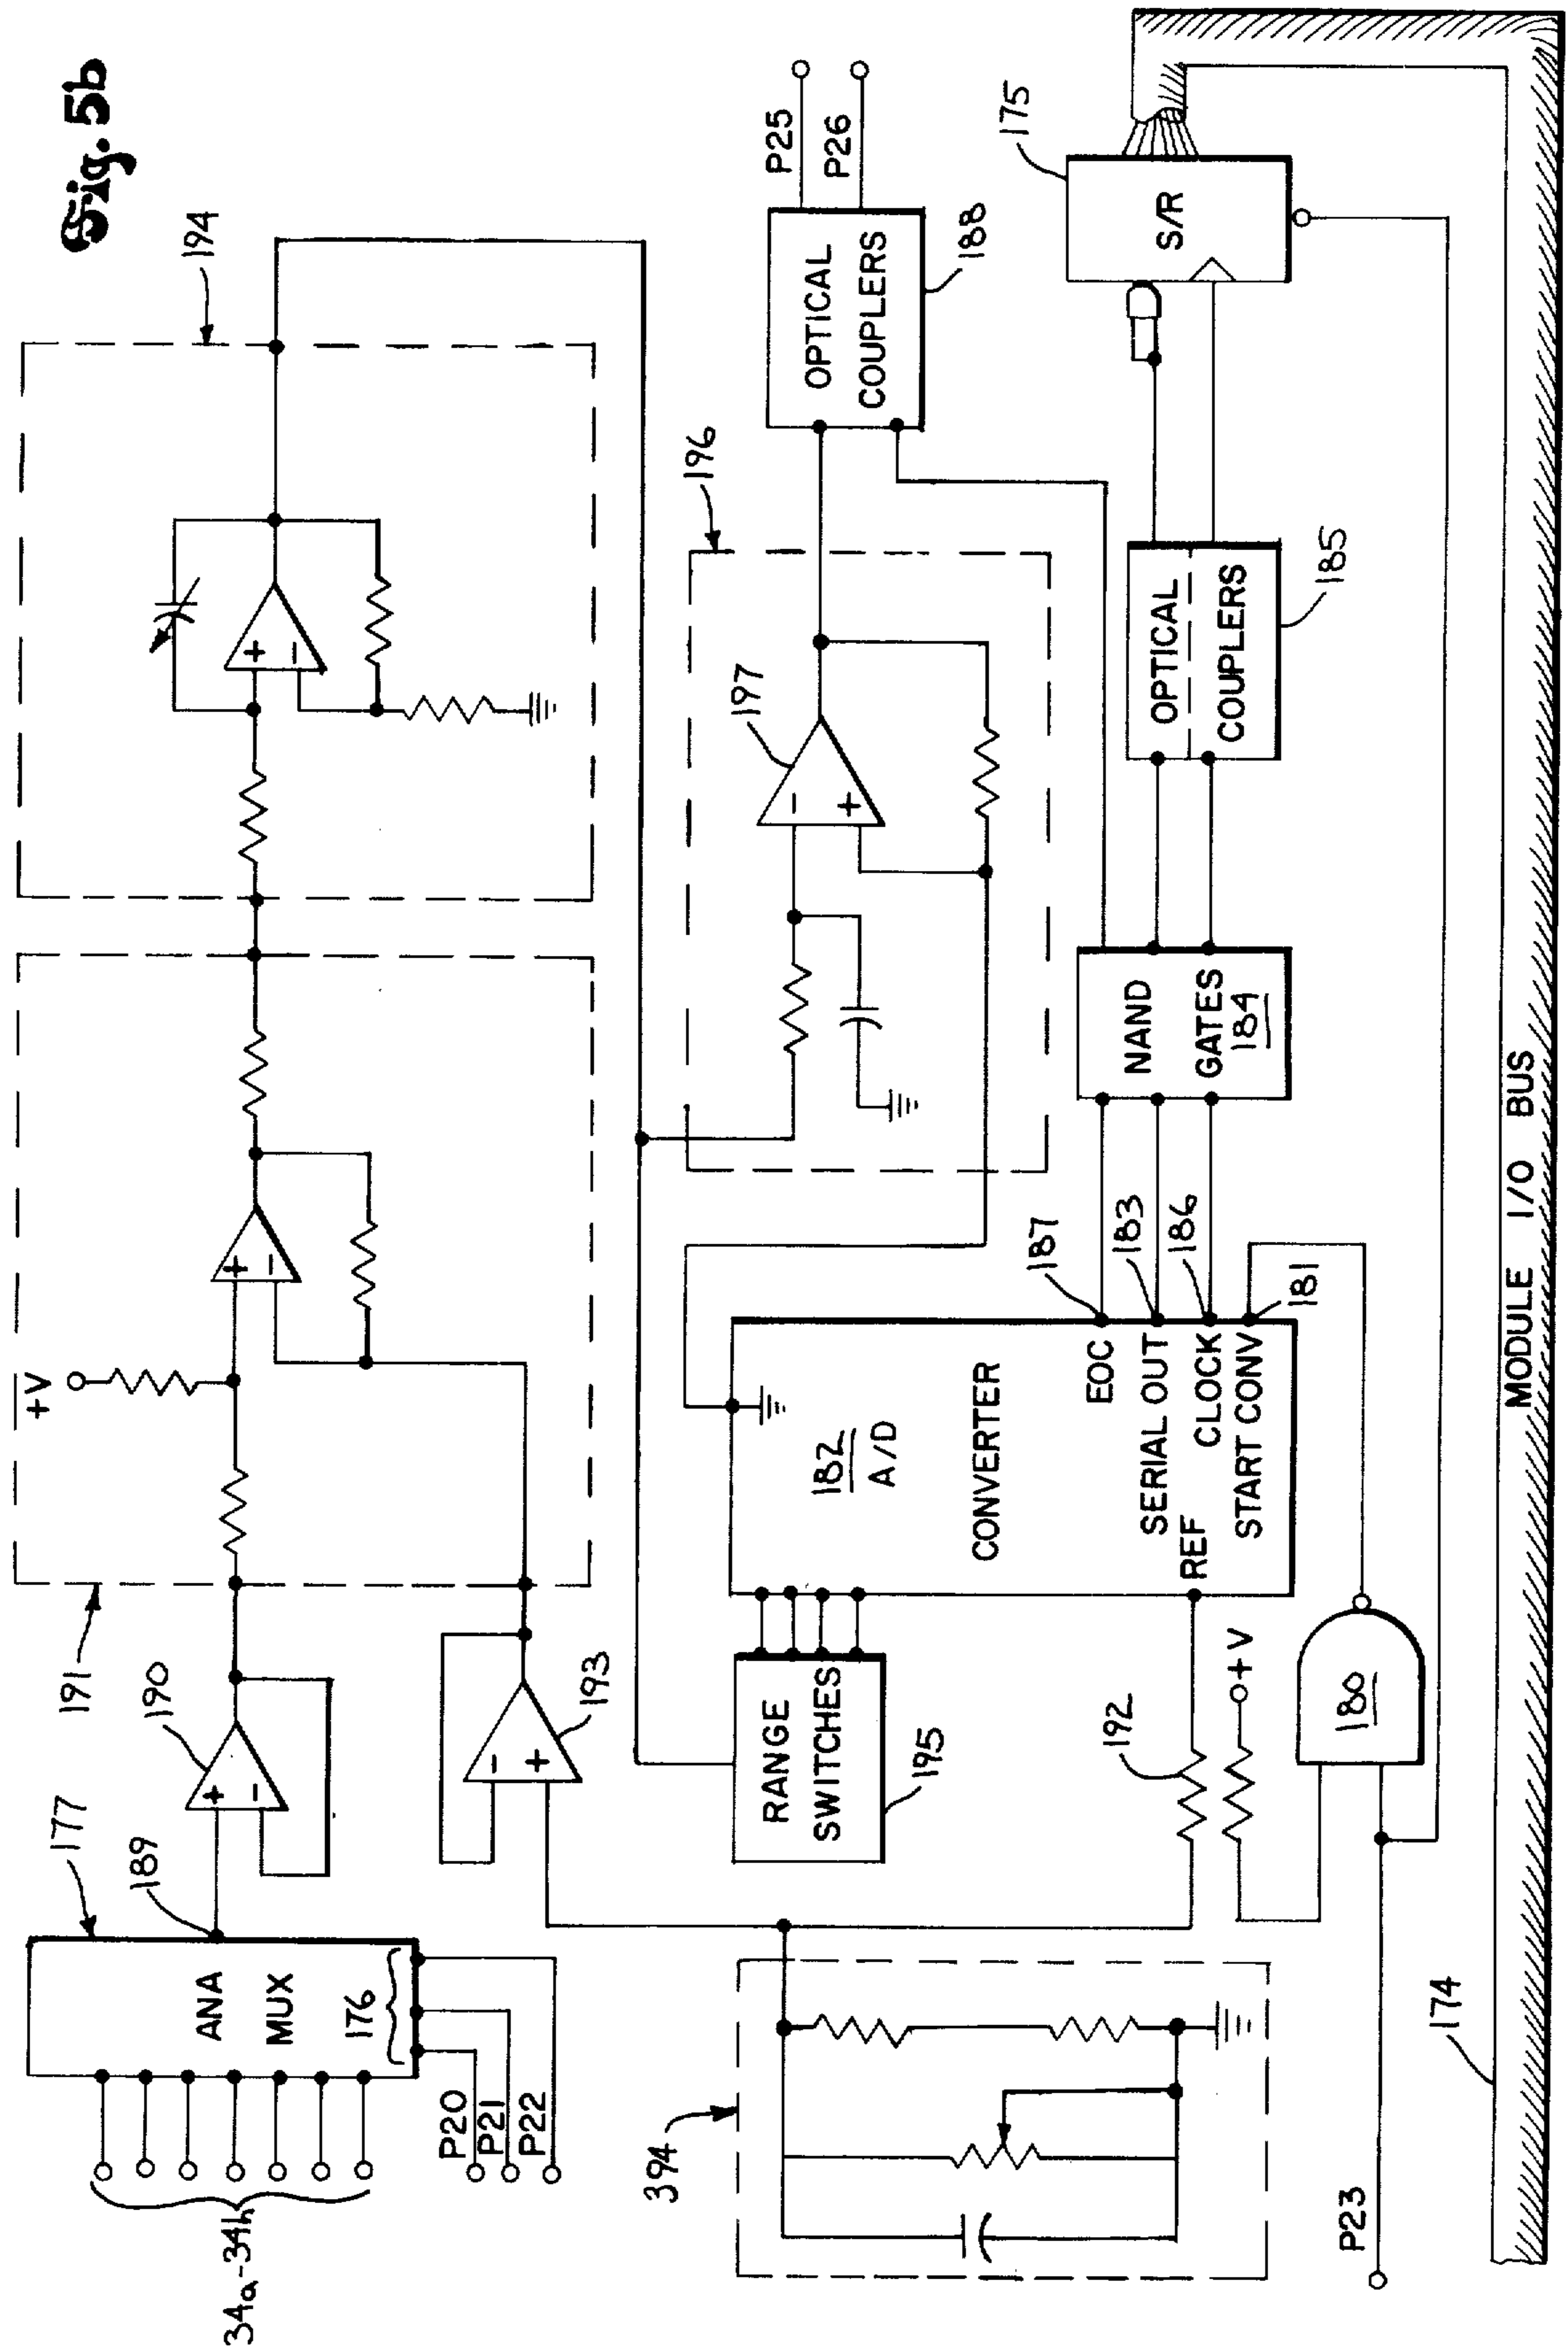 Fig. 5b
34a-34h
177
ANA
MUX
176
189
P20
P21
P22
190
+
−
191
193
−
+
+V
+
−
194
+
−
RANGE
SWITCHES
195
196
197
−
+
OPTICAL
COUPLERS
188
P25
P26
182
A/D
CONVERTER
EOC
SERIAL OUT
REF
CLOCK
START CONV
187
183
186
181
NAND
GATES
184
OPTICAL
COUPLERS
185
S/R
175
394
192
+V
180
P23
174
MODULE I/O BUS